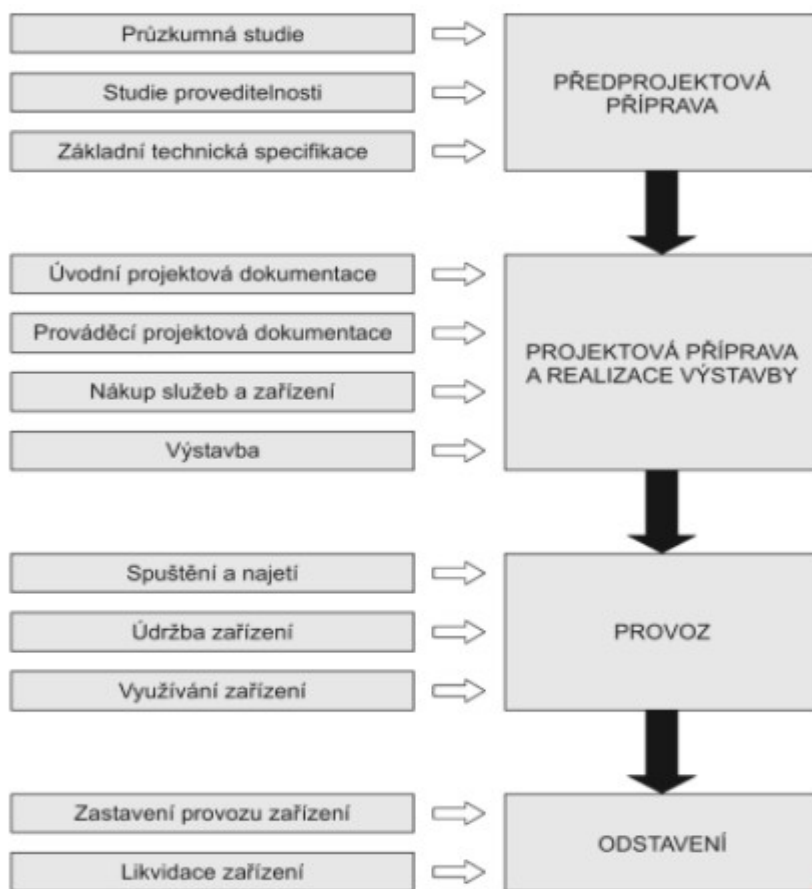 Průzkumná studie
Studie proveditelnosti
Základní technická specifikace
PŘEDPROJEKTOVÁ
PŘÍPRAVA
Úvodní projektová dokumentace
Prováděcí projektová dokumentace
Nákup služeb a zařízení
Výstavba
PROJEKTOVÁ PŘÍPRAVA
A REALIZACE VÝSTAVBY
Spuštění a najetí
Údržba zařízení
Využívání zařízení
PROVOZ
Zastavení provozu zařízení
Likvidace zařízení
ODSTAVENÍ